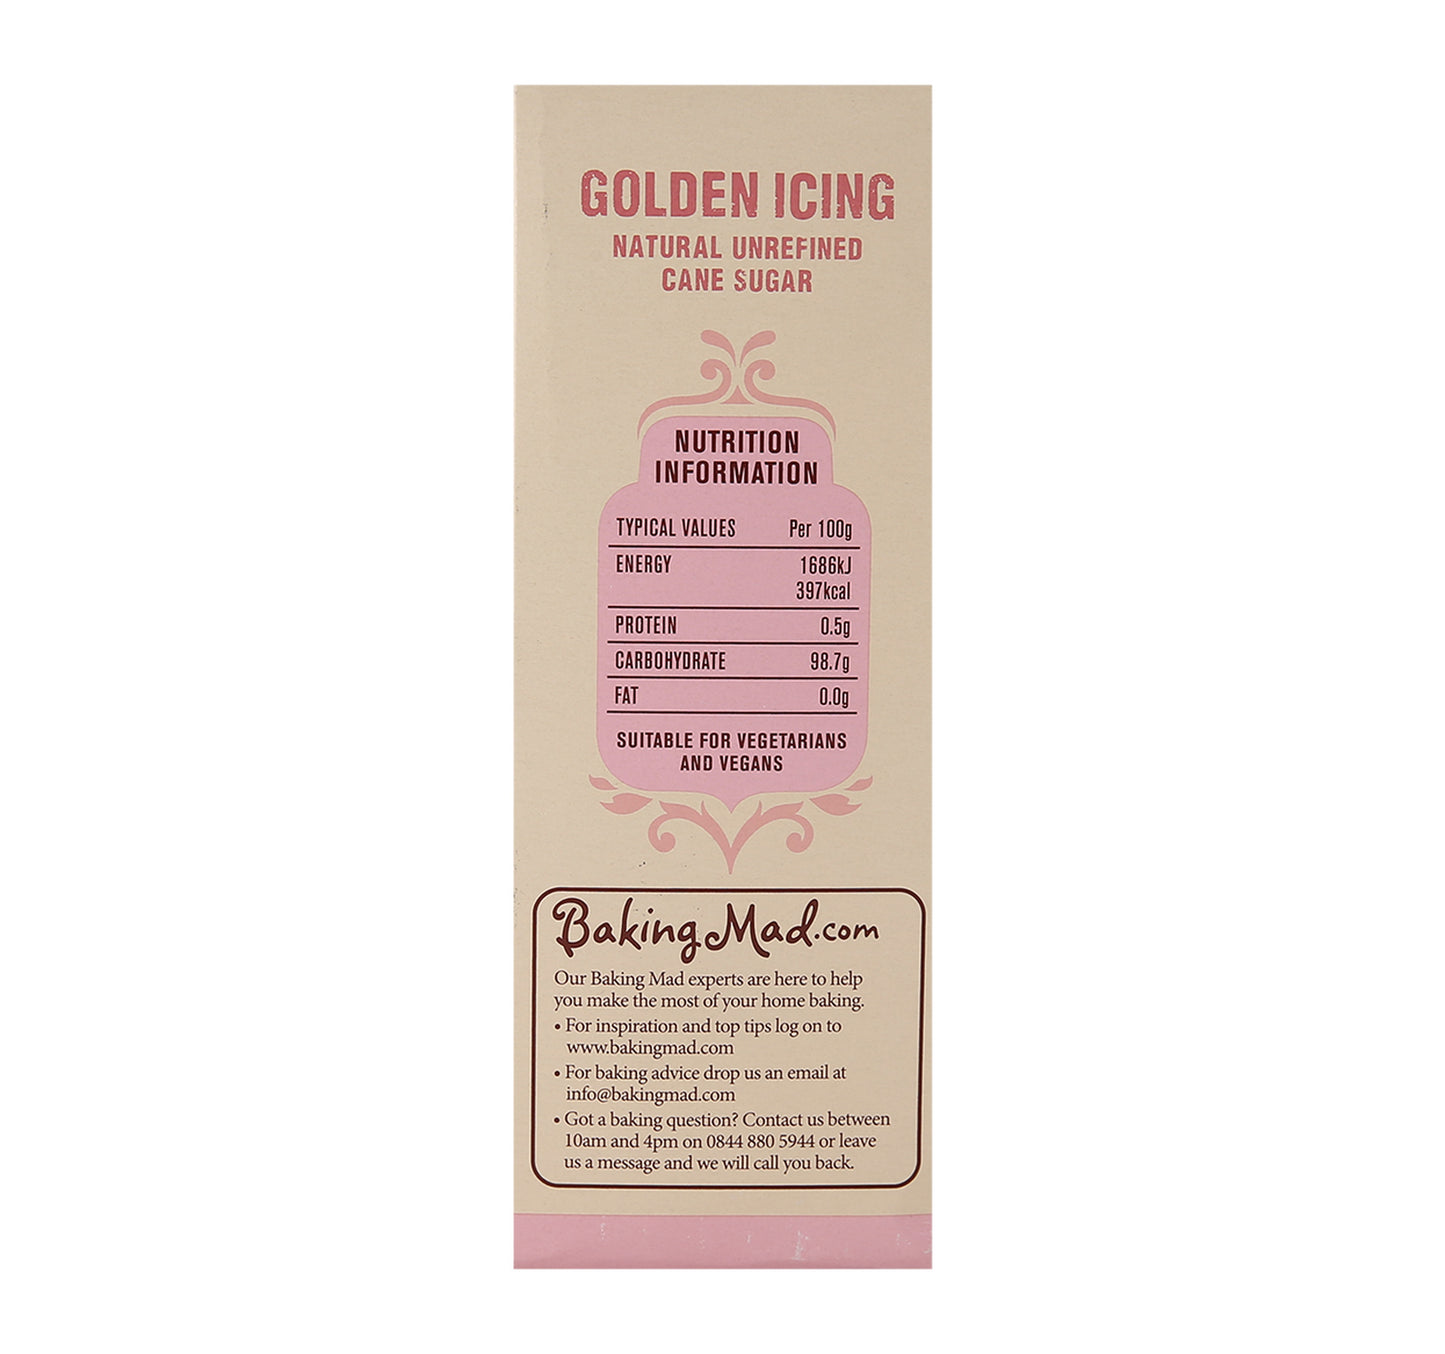 GOLDEN ICING
NATURAL UNREFINED
CANE SUGAR
NUTRITION
INFORMATION
TYPICAL VALUES Per 100g
ENERGY 1686kJ
397kcal
PROTEIN 0.5g
CARBOHYDRATE 98.7g
FAT 0.0g
SUITABLE FOR VEGETARIANS
AND VEGANS
Baking Mad.com
Our Baking Mad experts are here to help
you make the most of your home baking.
• For inspiration and top tips log on to
www.bakingmad.com
• For baking advice drop us an email at
info@bakingmad.com
• Got a baking question? Contact us between
10am and 4pm on 0844 880 5944 or leave
us a message and we will call you back.